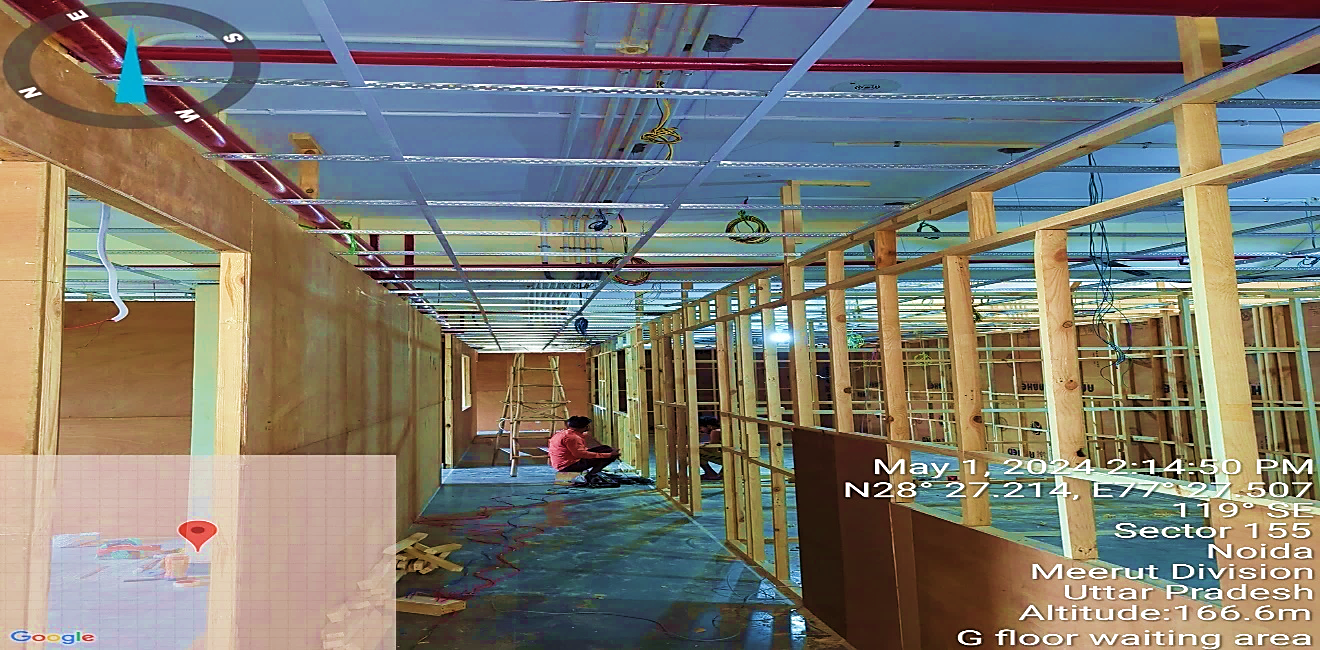 E
S
N
W
May 1, 2024 2:14:50 PM
N28° 27.214, E77° 27.507
119° SE
Sector 155
Noida
Meerut Division
Uttar Pradesh
Altitude:166.6m
G floor waiting area
Google